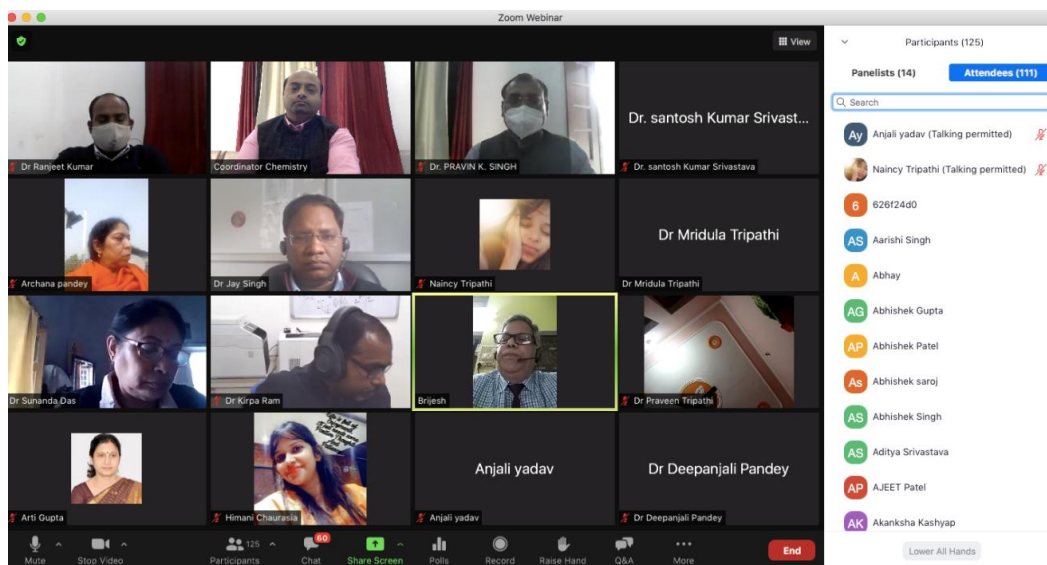 Zoom Webinar
View
Dr Ranjeet Kumar
Coordinator Chemistry
Dr. PRAVIN K. SINGH
Dr. santosh Kumar Srivast...
Dr. santosh Kumar Srivastava
Archana pandey
Dr Jay Singh
Naincy Tripathi
Dr Mridula Tripathi
Dr Mridula Tripathi
Dr Sunanda Das
Dr Kirpa Ram
Brijesh
Dr Praveen Tripathi
Arti Gupta
Himani Chaurasia
Anjali yadav
Anjali yadav
Dr Deepanjali Pandey
Dr Deepanjali Pandey
Mute
Stop Video
125
Participants
60
Chat
Share Screen
Polls
Record
Raise Hand
Q&A
More
End
Participants (125)
Panelists (14)
Attendees (111)
Search
Ay Anjali yadav (Talking permitted)
Naincy Tripathi (Talking permitted)
6 626f24d0
AS Aarishi Singh
A Abhay
AG Abhishek Gupta
AP Abhishek Patel
As Abhishek saroj
AS Abhishek Singh
AS Aditya Srivastava
AP AJEET Patel
AK Akanksha Kashyap
Lower All Hands